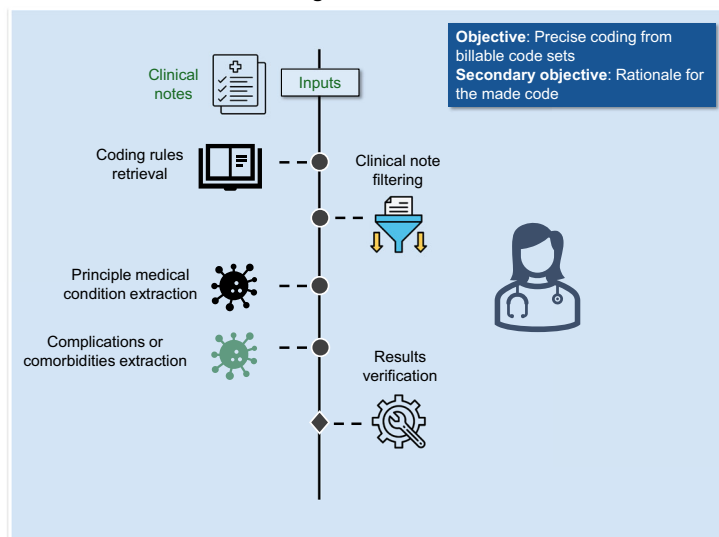 Objective: Precise coding from
billable code sets
Secondary objective: Rationale for
the made code
Clinical
notes
Inputs
Coding rules
retrieval
Clinical note
filtering
Principle medical
condition extraction
Complications or
comorbidities extraction
Results
verification